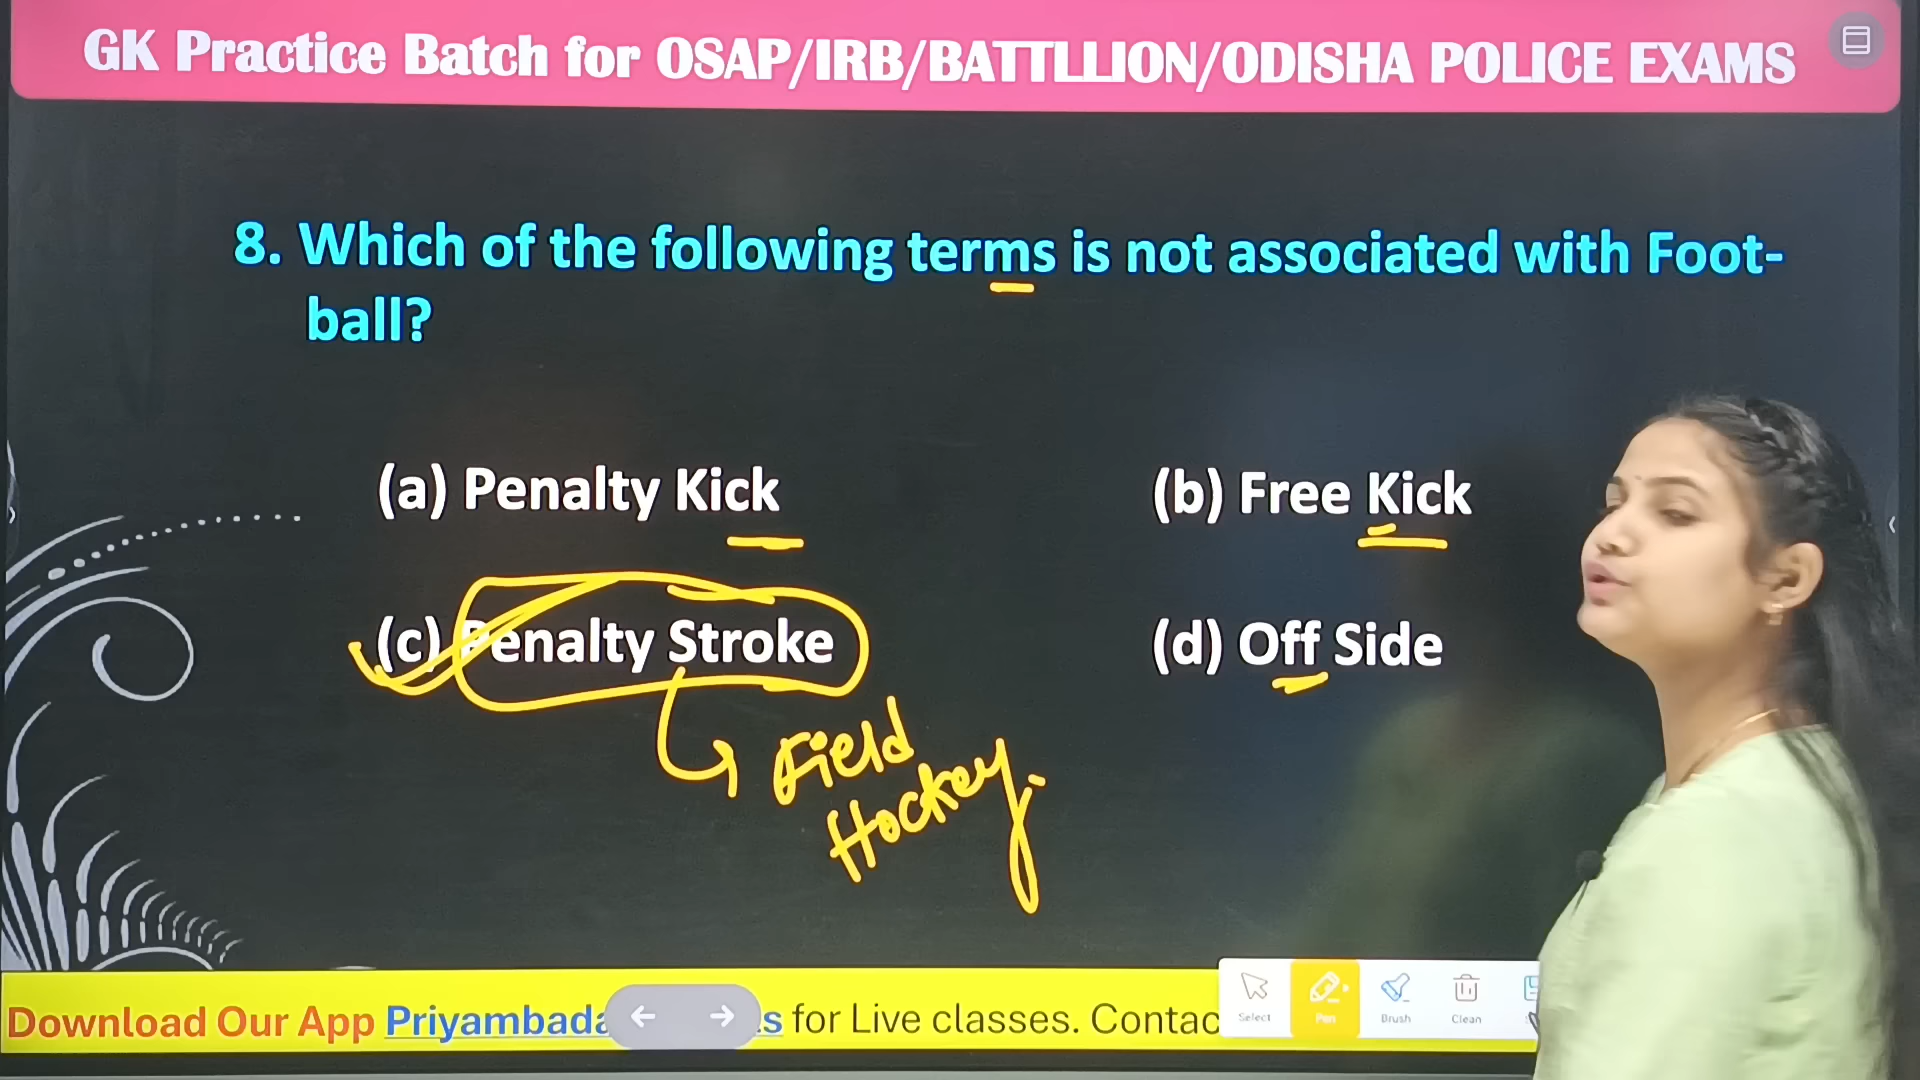 GK Practice Batch for OSAP/IRB/BATTLLION/ODISHA POLICE EXAMS
8. Which of the following terms is not associated with Foot-
ball?
(a) Penalty Kick
(b) Free Kick
(c) Penalty Stroke
(d) Off Side
Field
Hockey.
Select
Pen
Brush
Clean
Download Our App Priyambada for Live classes. Contac